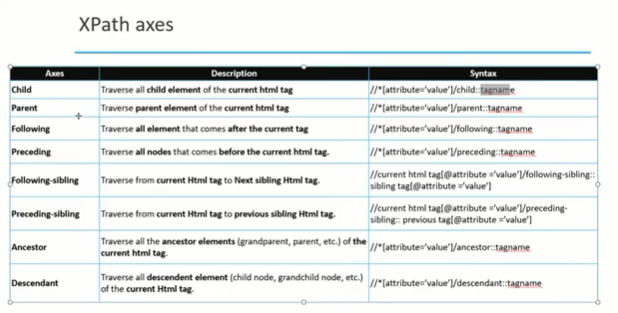 XPath axes
Axes Description Syntax
Child Traverse all child element of the current html tag //*[attribute='value']/child::tagname
Parent Traverse parent element of the current html tag //*[attribute='value']/parent::tagname
Following Traverse all element that comes after the current tag //*[attribute='value']/following::tagname
Preceding Traverse all nodes that comes before the current html tag. //*[attribute='value']/preceding::tagname
Following-sibling Traverse from current Html tag to Next sibling Html tag. //current html tag[@attribute ='value']/following-sibling::
sibling tag[@attribute ='value']
Preceding-sibling Traverse from current Html tag to previous sibling Html tag. //current html tag[@attribute ='value']/preceding-
sibling:: previous tag[@attribute ='value']
Ancestor Traverse all the ancestor elements (grandparent, parent, etc.) of the
current html tag. //*[attribute='value']/ancestor::tagname
Descendant Traverse all descendent element (child node, grandchild node, etc.)
of the current Html tag. //*[attribute='value']/descendant::tagname